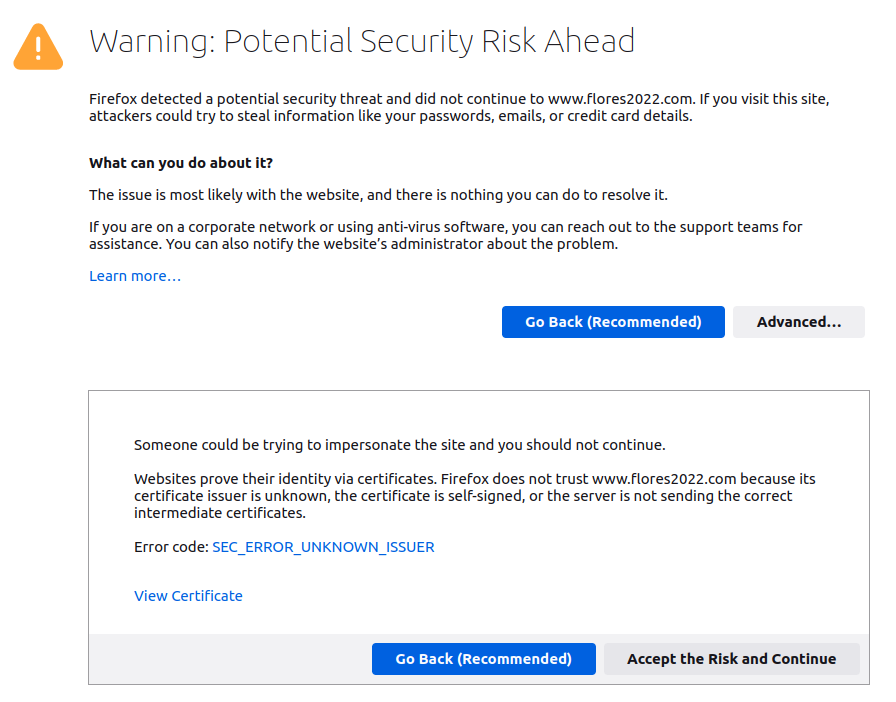 Warning: Potential Security Risk Ahead
Firefox detected a potential security threat and did not continue to www.flores2022.com. If you visit this site,
attackers could try to steal information like your passwords, emails, or credit card details.
What can you do about it?
The issue is most likely with the website, and there is nothing you can do to resolve it.
If you are on a corporate network or using anti-virus software, you can reach out to the support teams for
assistance. You can also notify the website’s administrator about the problem.
Learn more…
Go Back (Recommended) Advanced…
Someone could be trying to impersonate the site and you should not continue.
Websites prove their identity via certificates. Firefox does not trust www.flores2022.com because its
certificate issuer is unknown, the certificate is self-signed, or the server is not sending the correct
intermediate certificates.
Error code: SEC_ERROR_UNKNOWN_ISSUER
View Certificate
Go Back (Recommended) Accept the Risk and Continue